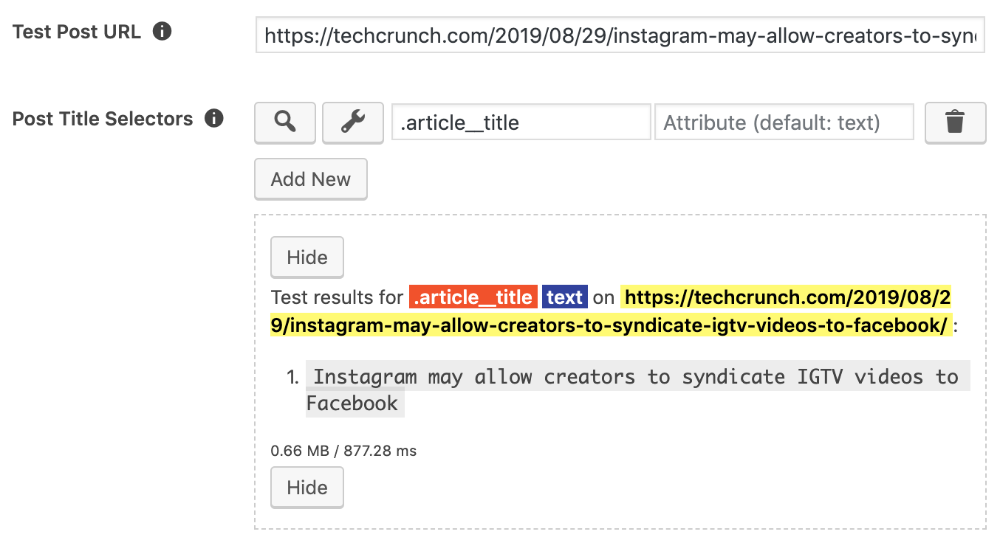 Test Post URL
https://techcrunch.com/2019/08/29/instagram-may-allow-creators-to-syn
Post Title Selectors
.article__title
Attribute (default: text)
Add New
Hide
Test results for .article__title text on https://techcrunch.com/2019/08/2
9/instagram-may-allow-creators-to-syndicate-igtv-videos-to-facebook/ :
1. Instagram may allow creators to syndicate IGTV videos to
Facebook
0.66 MB / 877.28 ms
Hide